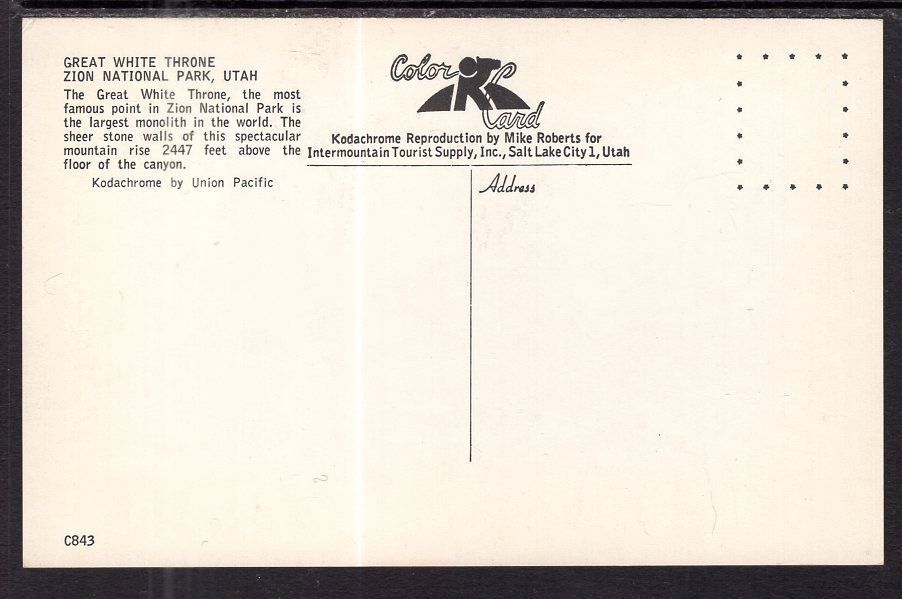 GREAT WHITE THRONE
ZION NATIONAL PARK, UTAH
The Great White Throne, the most
famous point in Zion National Park is
the largest monolith in the world. The
sheer stone walls of this spectacular
mountain rise 2447 feet above the
floor of the canyon.
Kodachrome by Union Pacific
Color
Card
Kodachrome Reproduction by Mike Roberts for
Intermountain Tourist Supply, Inc., Salt Lake City 1, Utah
Address
C843